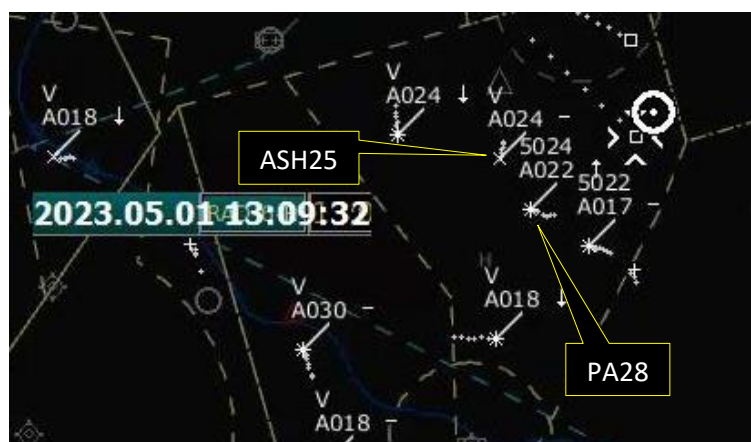 V
A018 ↓
V
A024 ↓
V
A024 –
ASH25
5024
A022 ↑
5022
A017 –
2023.05.01 13:09:32
V
A030 –
V
A018 ↓
PA28
V
A018 –